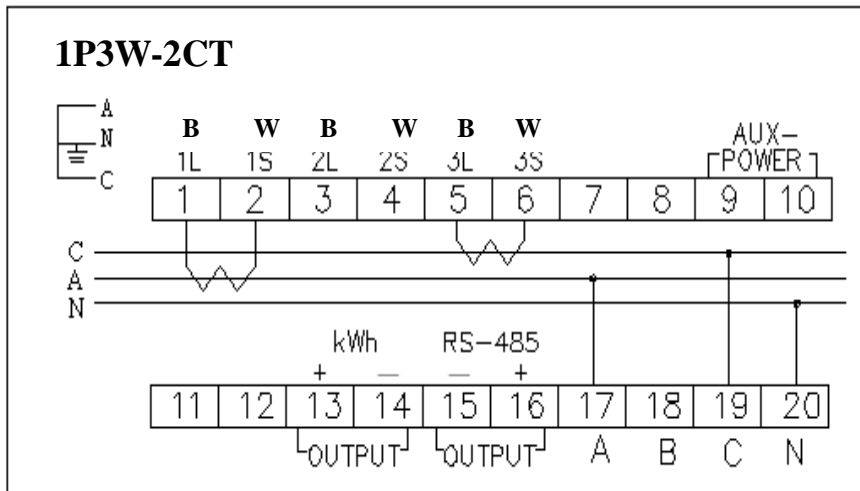 1P3W-2CT
A
N
C
B W B W B W
1L 1S 2L 2S 3L 3S
AUX-
POWER
1 2 3 4 5 6 7 8 9 10
C
A
N
kWh RS-485
+ — — +
11 12 13 14 15 16 17 18 19 20
OUTPUT OUTPUT A B C N